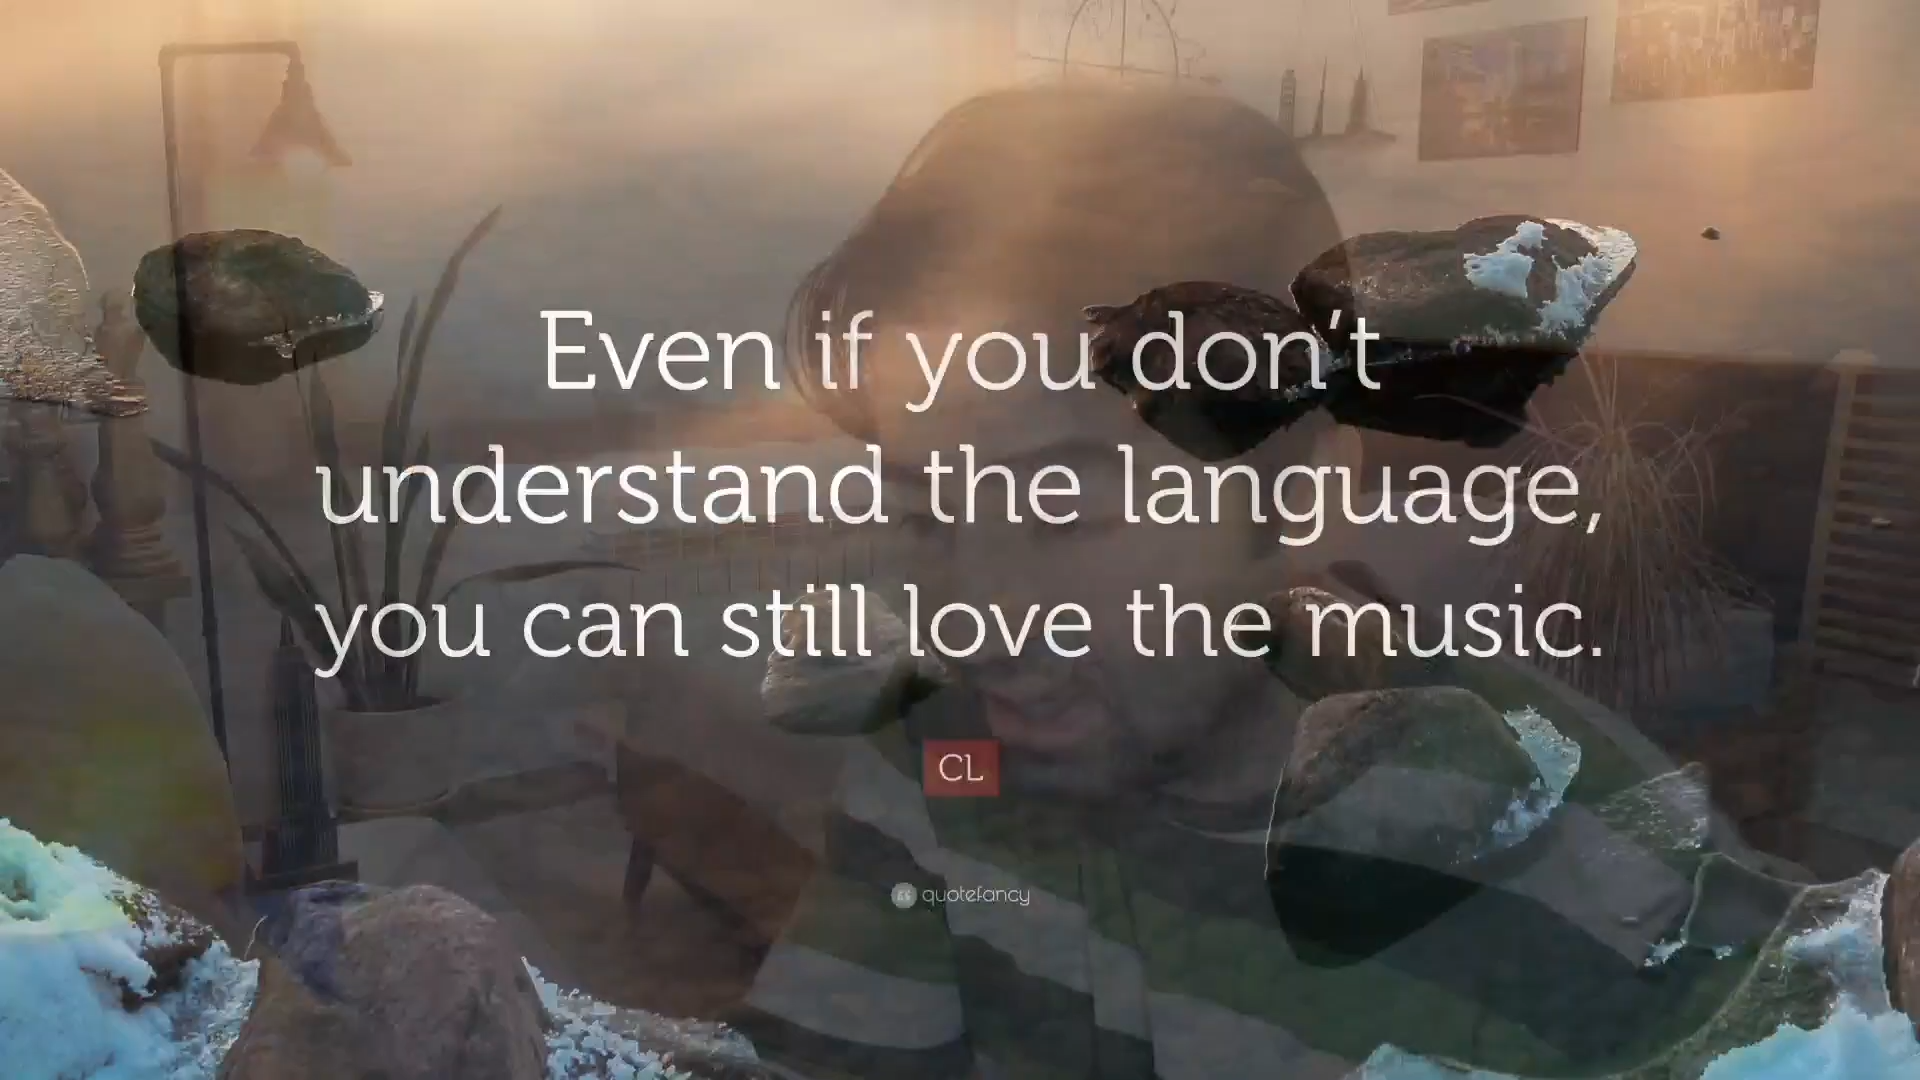 Even if you don’t
understand the language,
you can still love the music.
CL
quotefancy